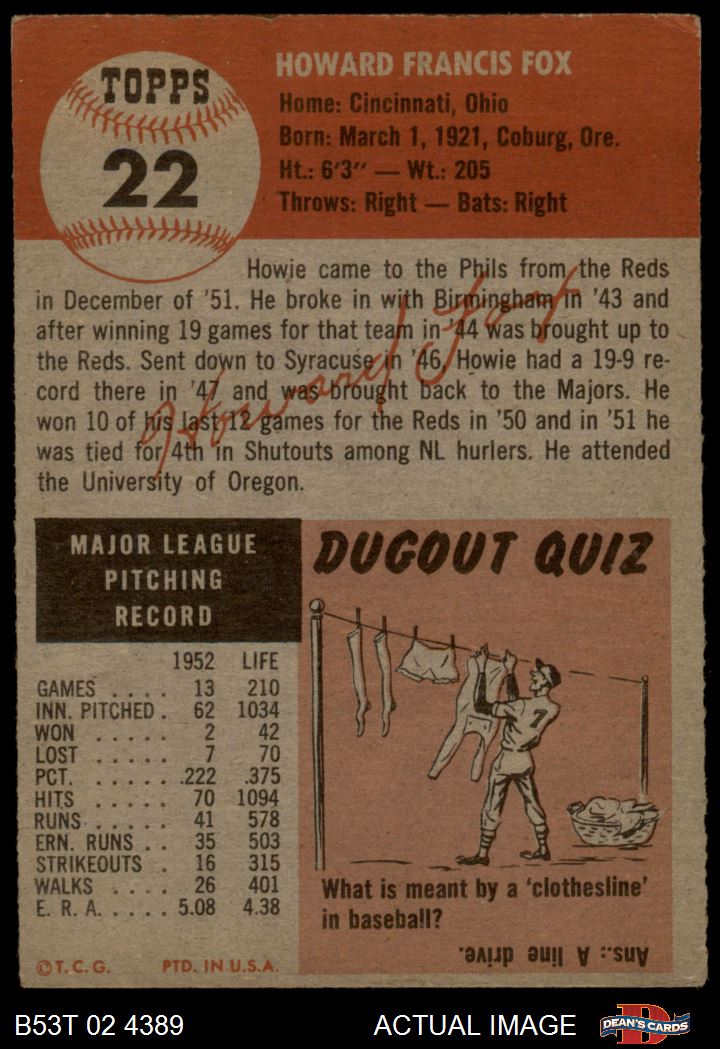 TOPPS
22
HOWARD FRANCIS FOX
Home: Cincinnati, Ohio
Born: March 1, 1921, Coburg, Ore.
Ht.: 6'3" — Wt.: 205
Throws: Right — Bats: Right
Howie came to the Phils from the Reds
in December of '51. He broke in with Birmingham in '43 and
after winning 19 games for that team in '44 was brought up to
the Reds. Sent down to Syracuse in '46, Howie had a 19-9 re-
cord there in '47 and was brought back to the Majors. He
won 10 of his last 12 games for the Reds in '50 and in '51 he
was tied for 4th in Shutouts among NL hurlers. He attended
the University of Oregon.
Howard Fox
MAJOR LEAGUE
PITCHING
RECORD
1952 LIFE
GAMES . . . . 13 210
INN. PITCHED . 62 1034
WON . . . . . 2 42
LOST . . . . . 7 70
PCT. . . . . . .222 .375
HITS . . . . . 70 1094
RUNS . . . . . 41 578
ERN. RUNS . . 35 503
STRIKEOUTS . 16 315
WALKS . . . . 26 401
E. R. A. . . . . . 5.08 4.38
© T. C. G. PTD. IN U.S.A.
DUGOUT QUIZ
7
What is meant by a 'clothesline'
in baseball?
Ans.: A line drive.
B53T 02 4389
ACTUAL IMAGE
DEAN'S CARDS